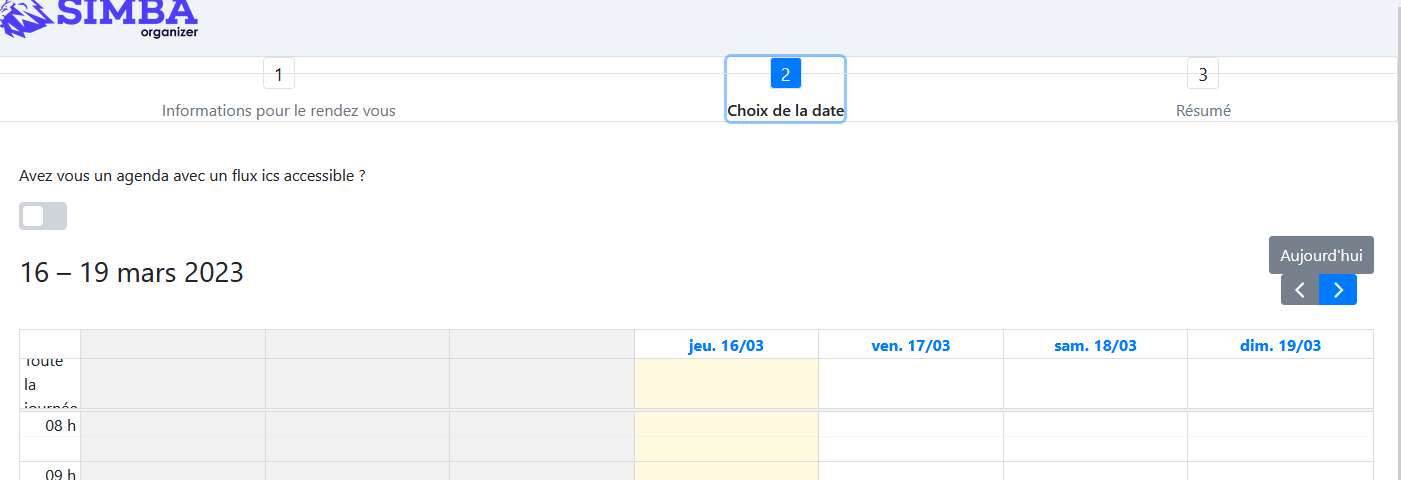 SIMBA
organizer
1
Informations pour le rendez vous
2
Choix de la date
3
Résumé
Avez vous un agenda avec un flux ics accessible ?
16 – 19 mars 2023
Aujourd'hui
jeu. 16/03
ven. 17/03
sam. 18/03
dim. 19/03
Toute
la
journée
08 h
09 h